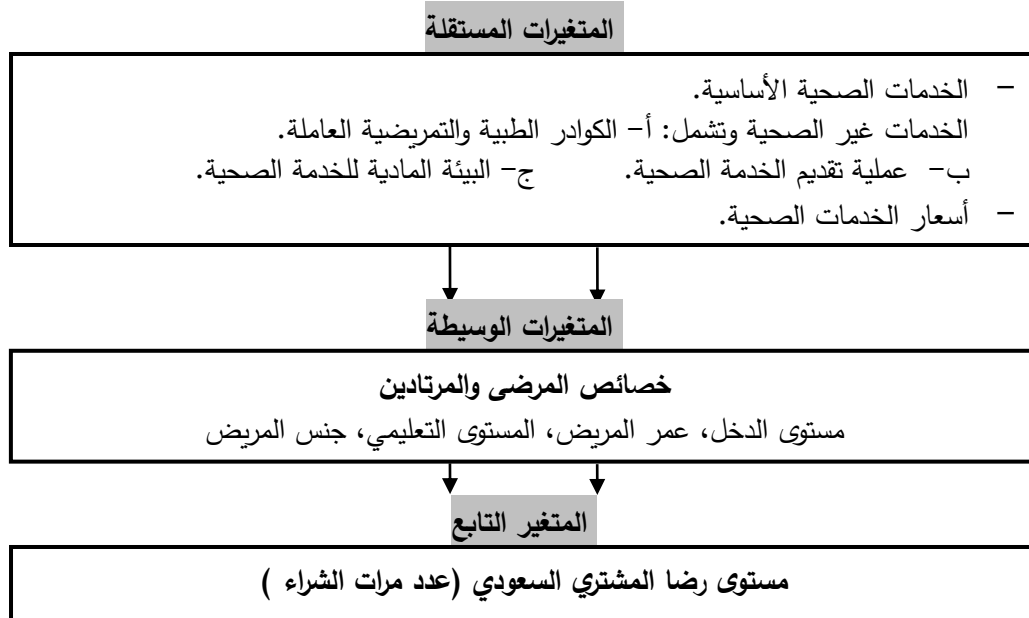 المتغيرات المستقلة
– الخدمات الصحية الأساسية.
الخدمات غير الصحية وتشمل: أ– الكوادر الطبية والتمريضية العاملة.
ب– عملية تقديم الخدمة الصحية. ج– البيئة المادية للخدمة الصحية.
– أسعار الخدمات الصحية.
المتغيرات الوسيطة
خصائص المرضى والمرتادين
مستوى الدخل، عمر المريض، المستوى التعليمي، جنس المريض
المتغير التابع
مستوى رضا المشتري السعودي (عدد مرات الشراء )